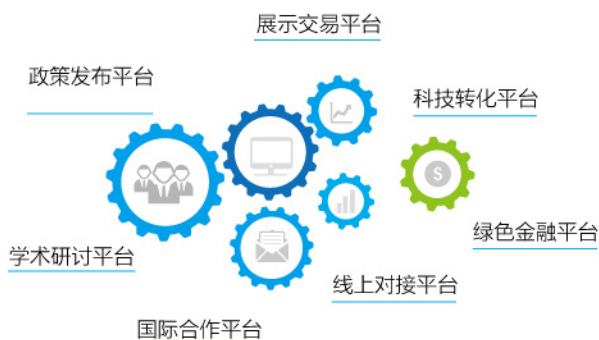 展示交易平台
政策发布平台
科技转化平台
绿色金融平台
学术研讨平台
线上对接平台
国际合作平台